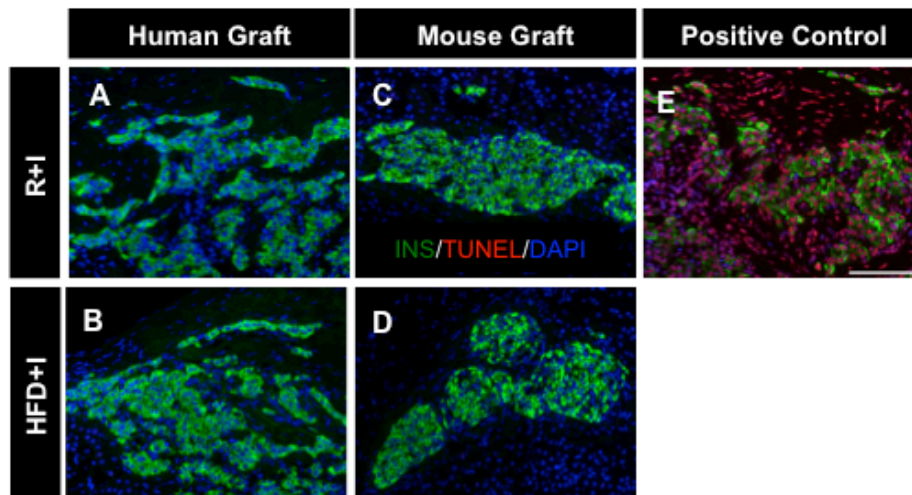 Human Graft
Mouse Graft
Positive Control
R+I
A
C
E
INS/TUNEL/DAPI
HFD+I
B
D